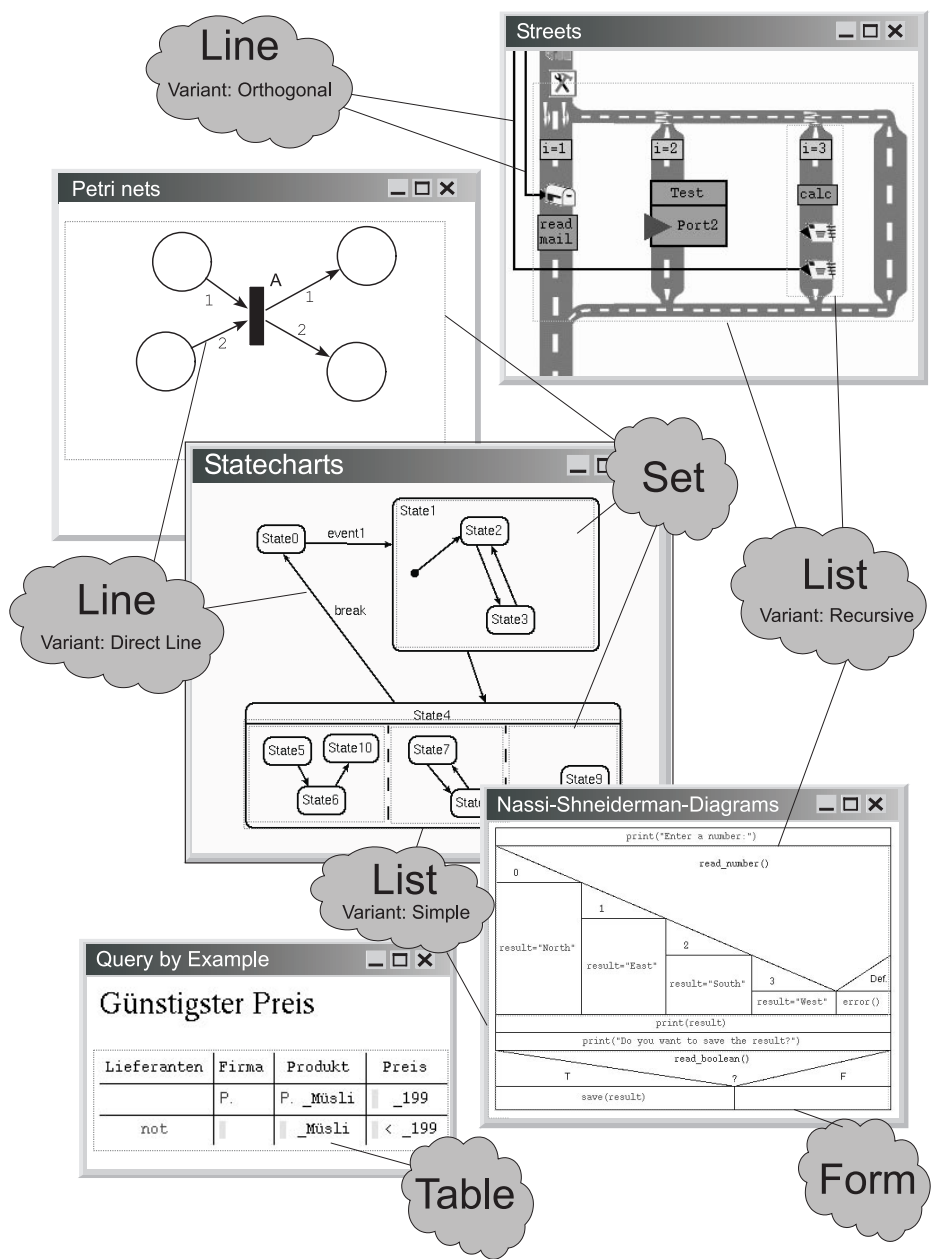 Line
Variant: Orthogonal
Streets
i=1
i=2
i=3
read
mail
Test
Port2
calc
Petri nets
A
1
1
2
2
Statecharts
Set
State0
event1
State1
State2
State3
break
Line
Variant: Direct Line
List
Variant: Recursive
State4
State5
State10
State6
State7
State9
List
Variant: Simple
Nassi-Shneiderman-Diagrams
print("Enter a number:")
read_number()
0
1
2
3
Def.
result="North"
result="East"
result="South"
result="West"
error()
print(result)
print("Do you want to save the result?")
read_boolean()
T
?
F
save(result)
Query by Example
Günstigster Preis
Lieferanten Firma Produkt Preis
P. P. _Müsli _199
not _Müsli < _199
Table
Form